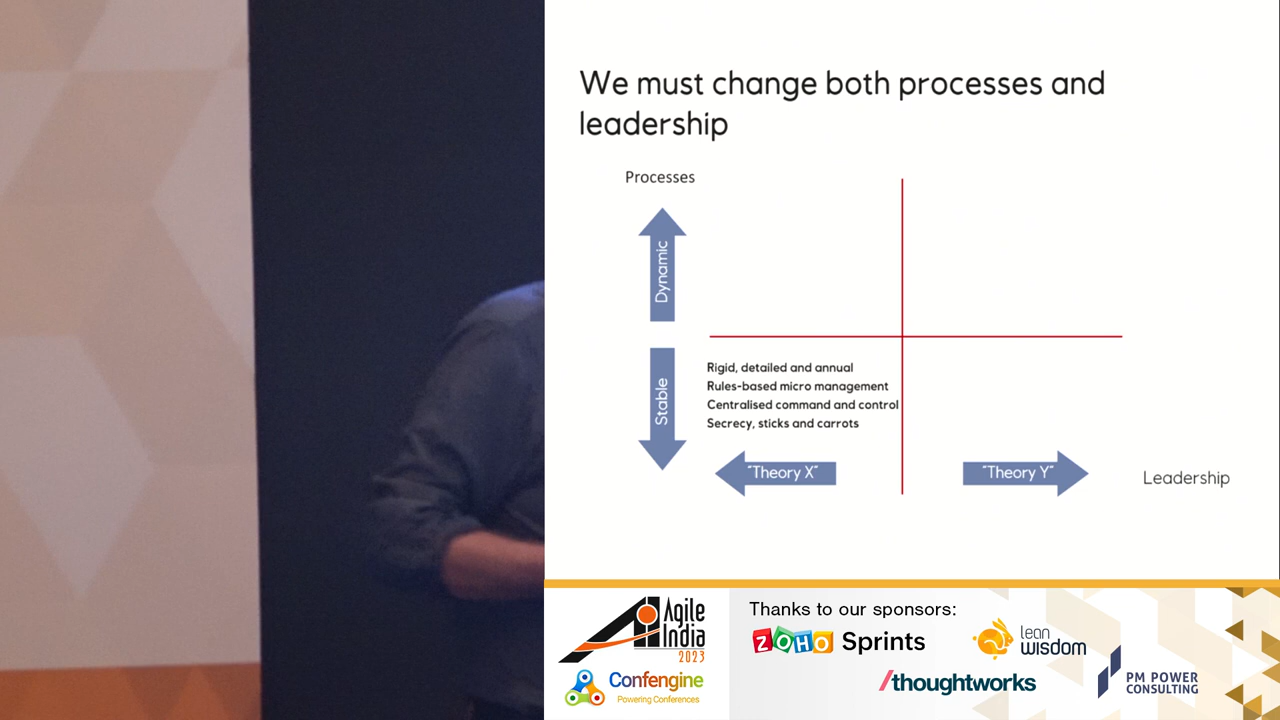 We must change both processes and
leadership
Processes
Dynamic
Stable
Rigid, detailed and annual
Rules-based micro management
Centralised command and control
Secrecy, sticks and carrots
"Theory X"
"Theory Y"
Leadership
Agile
India
2023
Confengine
Powering Conferences
Thanks to our sponsors:
ZOHO Sprints
lean
wisdom
/thoughtworks
PM POWER
CONSULTING